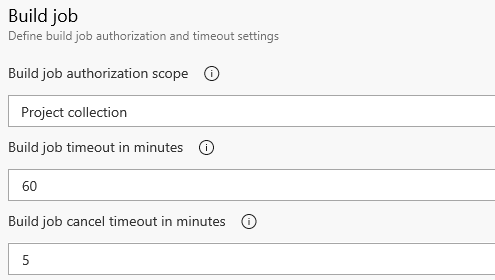 Build job
Define build job authorization and timeout settings
Build job authorization scope
Project collection
Build job timeout in minutes
60
Build job cancel timeout in minutes
5